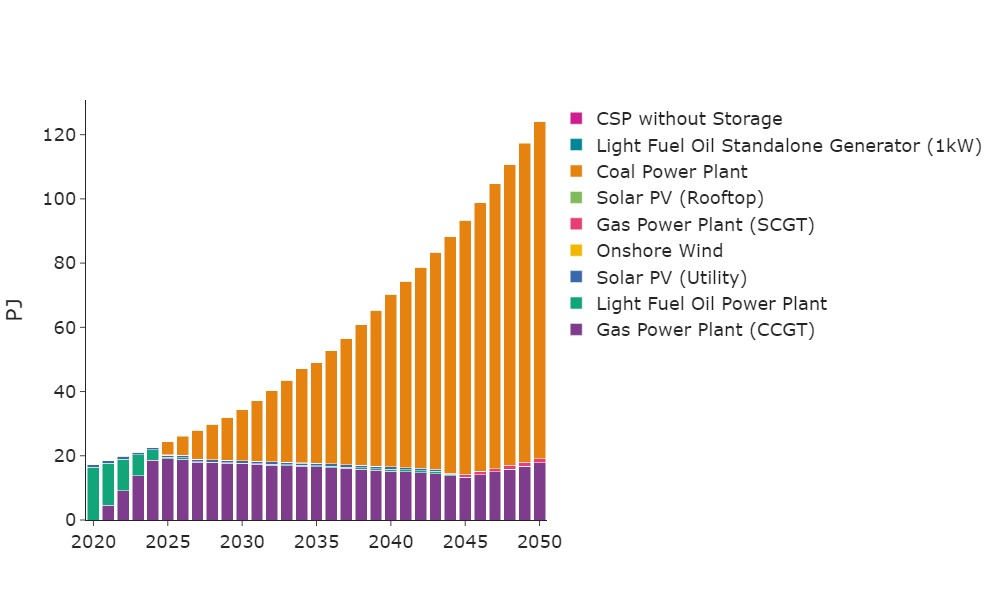 CSP without Storage
Light Fuel Oil Standalone Generator (1kW)
Coal Power Plant
Solar PV (Rooftop)
Gas Power Plant (SCGT)
Onshore Wind
Solar PV (Utility)
Light Fuel Oil Power Plant
Gas Power Plant (CCGT)
PJ
120
100
80
60
40
20
0
2020 2025 2030 2035 2040 2045 2050